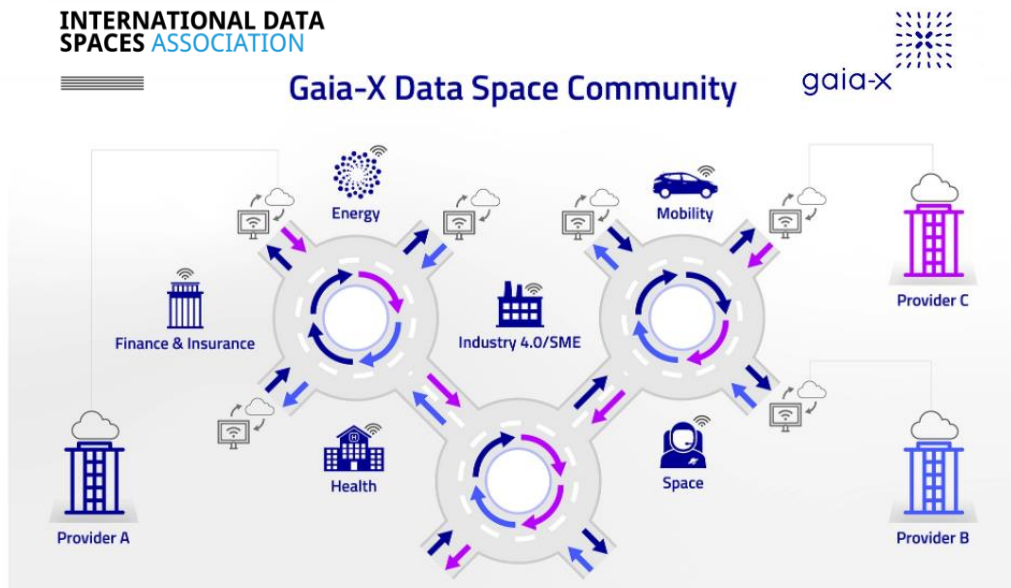 INTERNATIONAL DATA
SPACES ASSOCIATION
gaia-x
Gaia-X Data Space Community
Energy
Mobility
Provider C
Finance & Insurance
Industry 4.0/SME
H
Health
Space
Provider A
Provider B